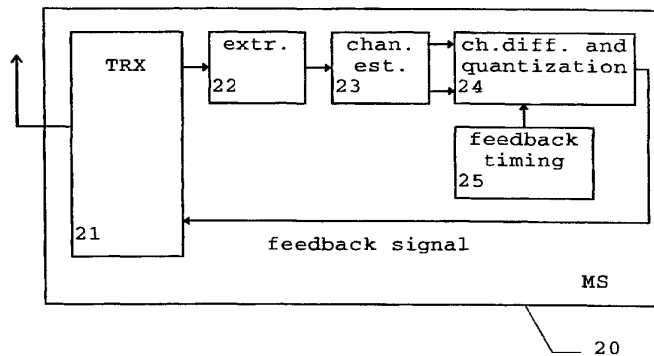 TRX
21
extr.
22
chan.
est.
23
ch.diff. and
quantization
24
feedback
timing
25
feedback signal
MS
20